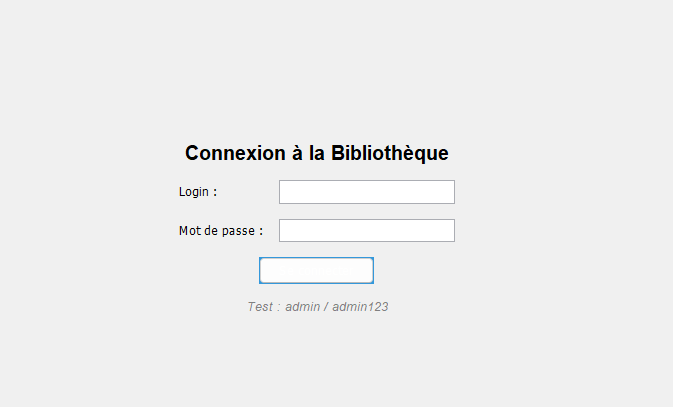 Connexion à la Bibliothèque
Login :
Mot de passe :
Test : admin / admin123